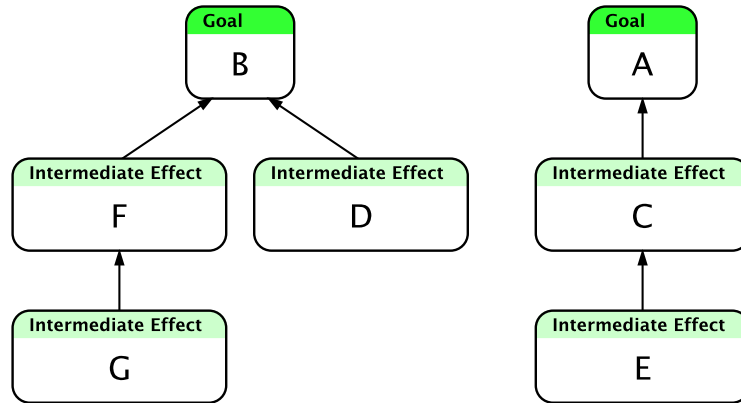 Goal
B
Goal
A
Intermediate Effect
F
Intermediate Effect
D
Intermediate Effect
C
Intermediate Effect
G
Intermediate Effect
E